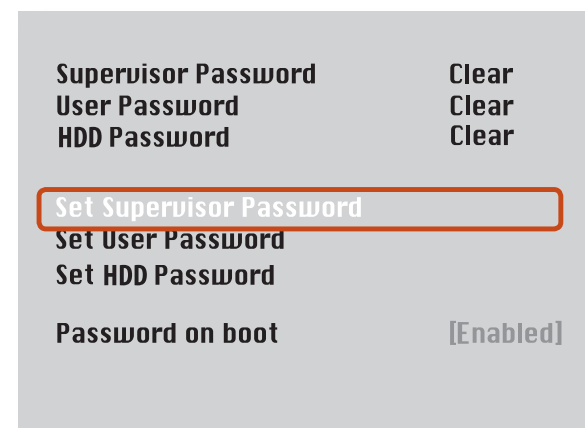 Supervisor Password Clear
User Password Clear
HDD Password Clear
Set Supervisor Password
Set User Password
Set HDD Password
Password on boot [Enabled]